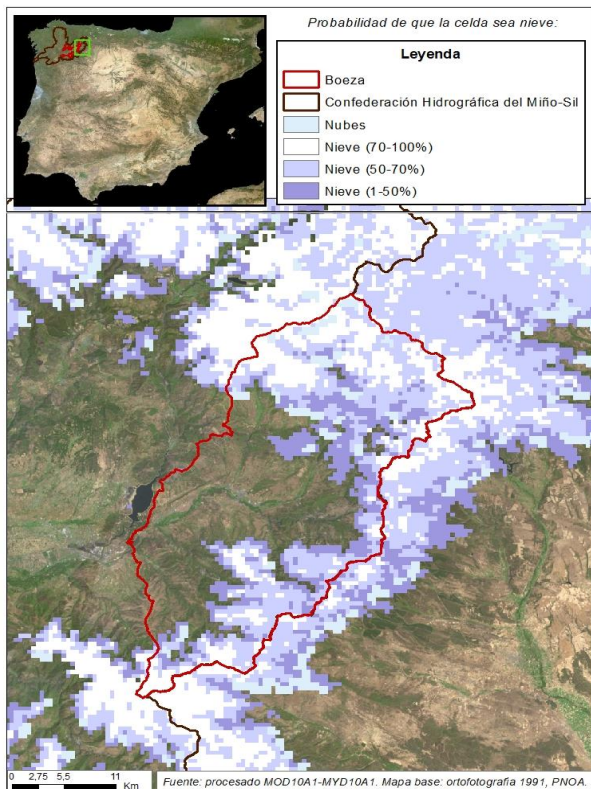 Probabilidad de que la celda sea nieve:
Leyenda
Boeza
Confederación Hidrográfica del Miño-Sil
Nubes
Nieve (70-100%)
Nieve (50-70%)
Nieve (1-50%)
0 2,75 5,5 11
Km
Fuente: procesado MOD10A1-MYD10A1. Mapa base: ortofotografía 1991, PNOA.